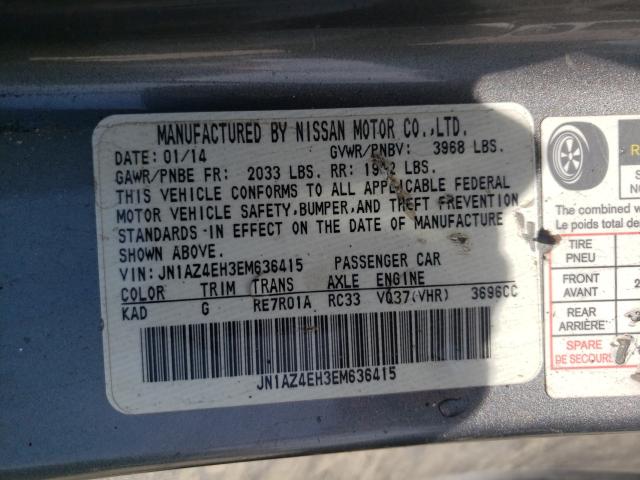 MANUFACTURED BY NISSAN MOTOR CO.,LTD.
DATE: 01/14 GVWR/PNBV: 3968 LBS.
GAWR/PNBE FR: 2033 LBS. RR: LBS.
THIS VEHICLE CONFORMS TO ALL APPLICABLE FEDERAL
MOTOR VEHICLE SAFETY,BUMPER,AND THEFT PREVENTION
STANDARDS IN EFFECT ON THE DATE OF MANUFACTURE
SHOWN ABOVE.
VIN: JN1AZ4EH3EM636415 PASSENGER CAR
COLOR TRIM TRANS AXLE ENGINE
KAD G RE7R01A RC33 VQ37(VHR) 3696CC
JN1AZ4EH3EM636415
The combined w
Le poids total de
TIRE
PNEU
FRONT
AVANT
REAR
ARRIÈRE
SPARE
DE SECOURS